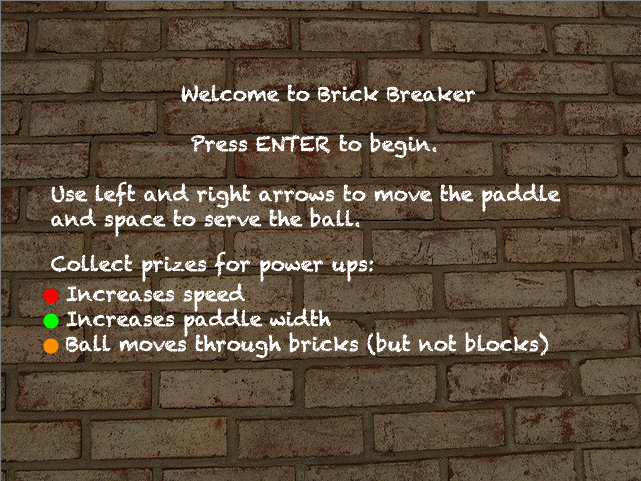 Welcome to Brick Breaker
Press ENTER to begin.
Use left and right arrows to move the paddle
and space to serve the ball.
Collect prizes for power ups:
Increases speed
Increases paddle width
Ball moves through bricks (but not blocks)